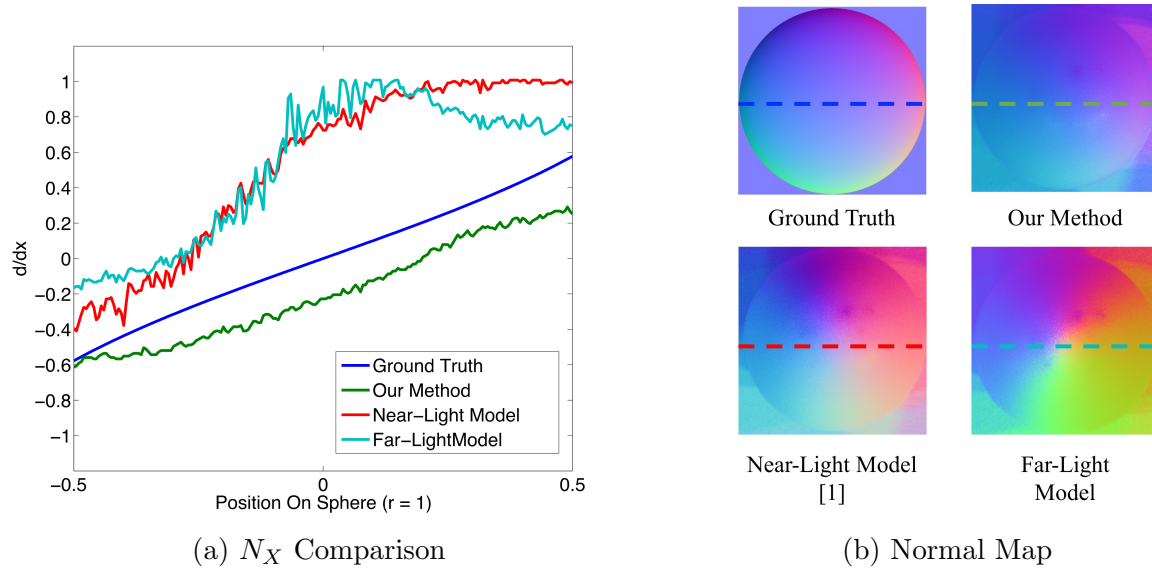 1
0.8
0.6
0.4
0.2
0
−0.2
−0.4
−0.6
−0.8
−1
d/dx
−0.5
0
0.5
Position On Sphere (r = 1)
Ground Truth
Our Method
Near−Light Model
Far−LightModel
(a) N_X Comparison
Ground Truth
Our Method
Near-Light Model
[1]
Far-Light
Model
(b) Normal Map